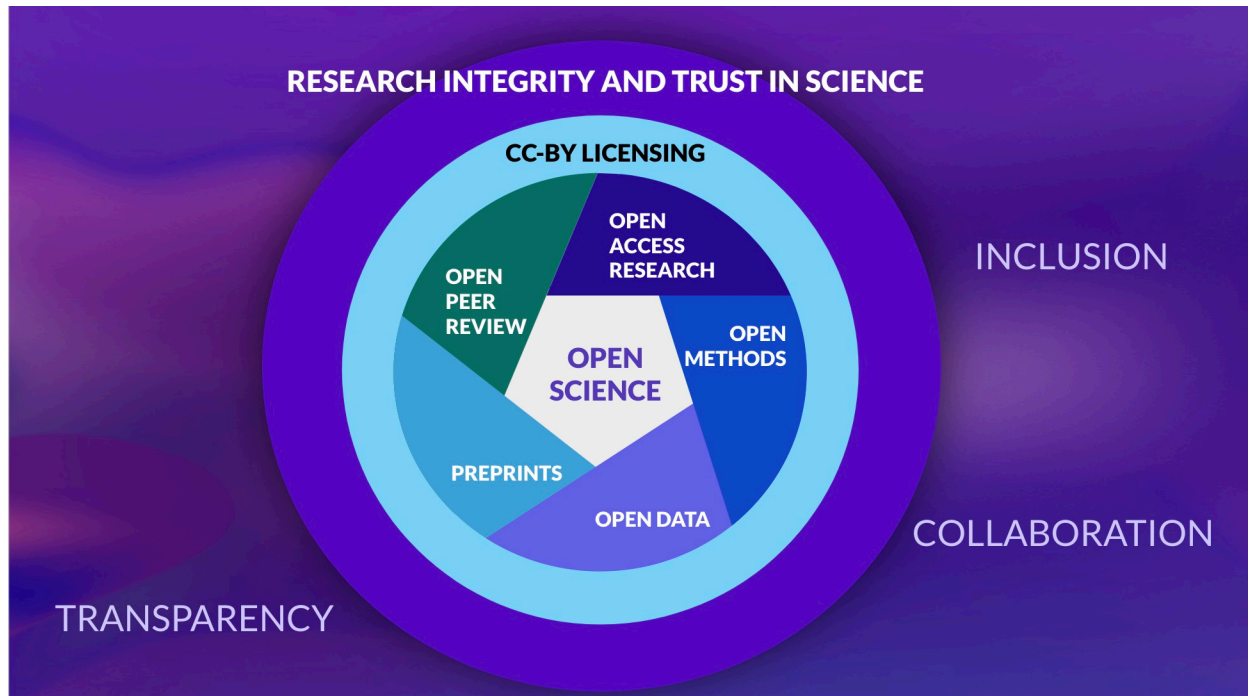 RESEARCH INTEGRITY AND TRUST IN SCIENCE
CC-BY LICENSING
OPEN
ACCESS
RESEARCH
OPEN
PEER
REVIEW
OPEN
METHODS
OPEN
SCIENCE
PREPRINTS
OPEN DATA
INCLUSION
COLLABORATION
TRANSPARENCY